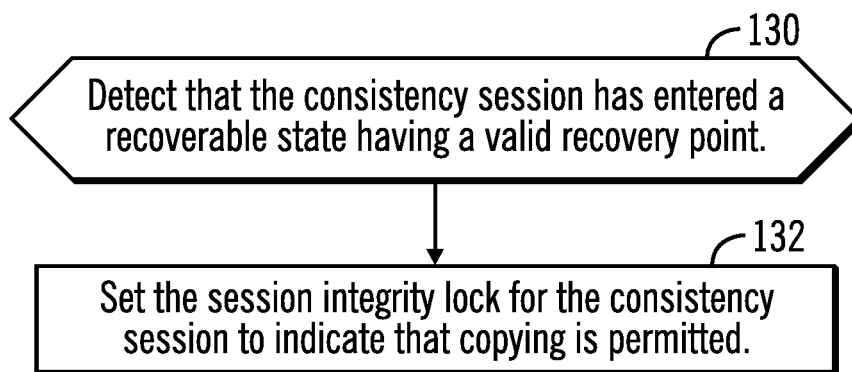 130
Detect that the consistency session has entered a
recoverable state having a valid recovery point.
132
Set the session integrity lock for the consistency
session to indicate that copying is permitted.